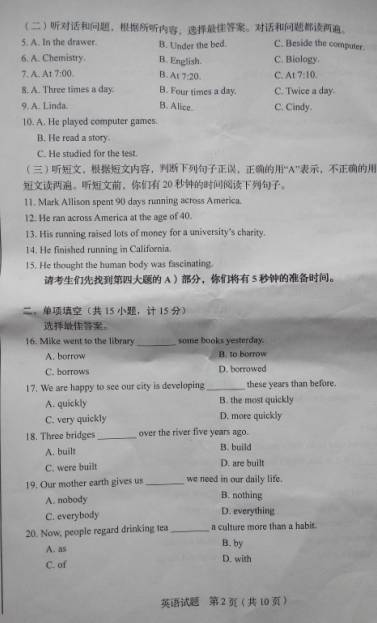 （二）听对话和问题，根据所听内容，选择最佳答案。对话和问题都读两遍。
5. A. In the drawer. B. Under the bed. C. Beside the computer.
6. A. Chemistry. B. English. C. Biology.
7. A. At 7:00. B. At 7:20. C. At 7:10.
8. A. Three times a day. B. Four times a day. C. Twice a day.
9. A. Linda. B. Alice. C. Cindy.
10. A. He played computer games.
B. He read a story.
C. He studied for the test.
（三）听短文，根据短文内容，判断下列句子正误，正确的用“A”表示，不正确的用
短文读两遍。听短文前，你们有 20 秒钟的时间阅读下列句子。
11. Mark Allison spent 90 days running across America.
12. He ran across America at the age of 40.
13. His running raised lots of money for a university's charity.
14. He finished running in California.
15. He thought the human body was fascinating.
请考生们先找到第四大题的 A ）部分，你们将有 5 秒钟的准备时间。
二、单项填空（共 15 小题，计 15 分）
选择最佳答案。
16. Mike went to the library ________ some books yesterday.
A. borrow B. to borrow
C. borrows D. borrowed
17. We are happy to see our city is developing ________ these years than before.
A. quickly B. the most quickly
C. very quickly D. more quickly
18. Three bridges ________ over the river five years ago.
A. built B. build
C. were built D. are built
19. Our mother earth gives us ________ we need in our daily life.
A. nobody B. nothing
C. everybody D. everything
20. Now, people regard drinking tea ________ a culture more than a habit.
A. as B. by
C. of D. with
英语试题 第 2 页（共 10 页）